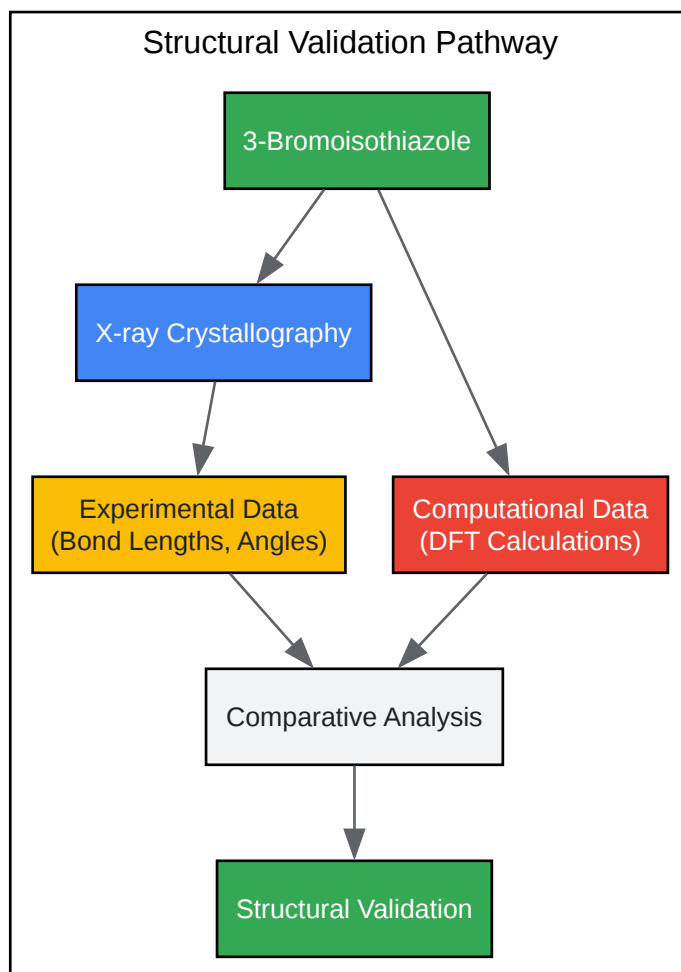 Structural Validation Pathway
3-Bromoisothiazole
X-ray Crystallography
Experimental Data
(Bond Lengths, Angles)
Computational Data
(DFT Calculations)
Comparative Analysis
Structural Validation